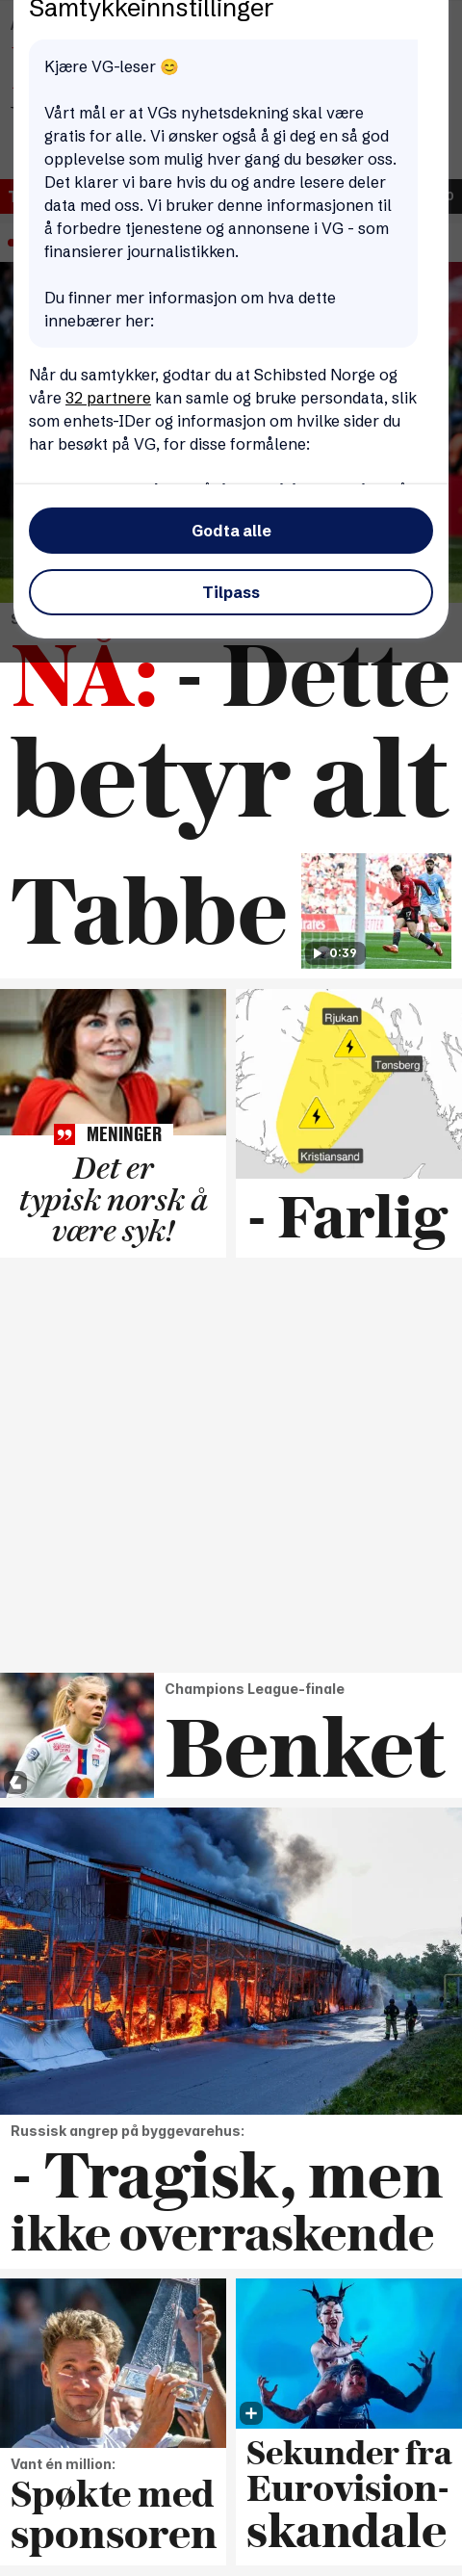 Samtykkeinnstillinger
Kjære VG-leser 😊
Vårt mål er at VGs nyhetsdekning skal være
gratis for alle. Vi ønsker også å gi deg en så god
opplevelse som mulig hver gang du besøker oss.
Det klarer vi bare hvis du og andre lesere deler
data med oss. Vi bruker denne informasjonen til
å forbedre tjenestene og annonsene i VG - som
finansierer journalistikken.
Du finner mer informasjon om hva dette
innebærer her:
Når du samtykker, godtar du at Schibsted Norge og
våre 32 partnere kan samle og bruke persondata, slik
som enhets-IDer og informasjon om hvilke sider du
har besøkt på VG, for disse formålene:
Godta alle
Tilpass
NÅ: - Dette
betyr alt
Tabbe
0:39
MENINGER
Det er
typisk norsk å
være syk!
Rjukan
Tønsberg
Kristiansand
- Farlig
Champions League-finale
Benket
Russisk angrep på byggevarehus:
- Tragisk, men
ikke overraskende
Vant én million:
Spøkte med
sponsoren
Sekunder fra
Eurovision-
skandale